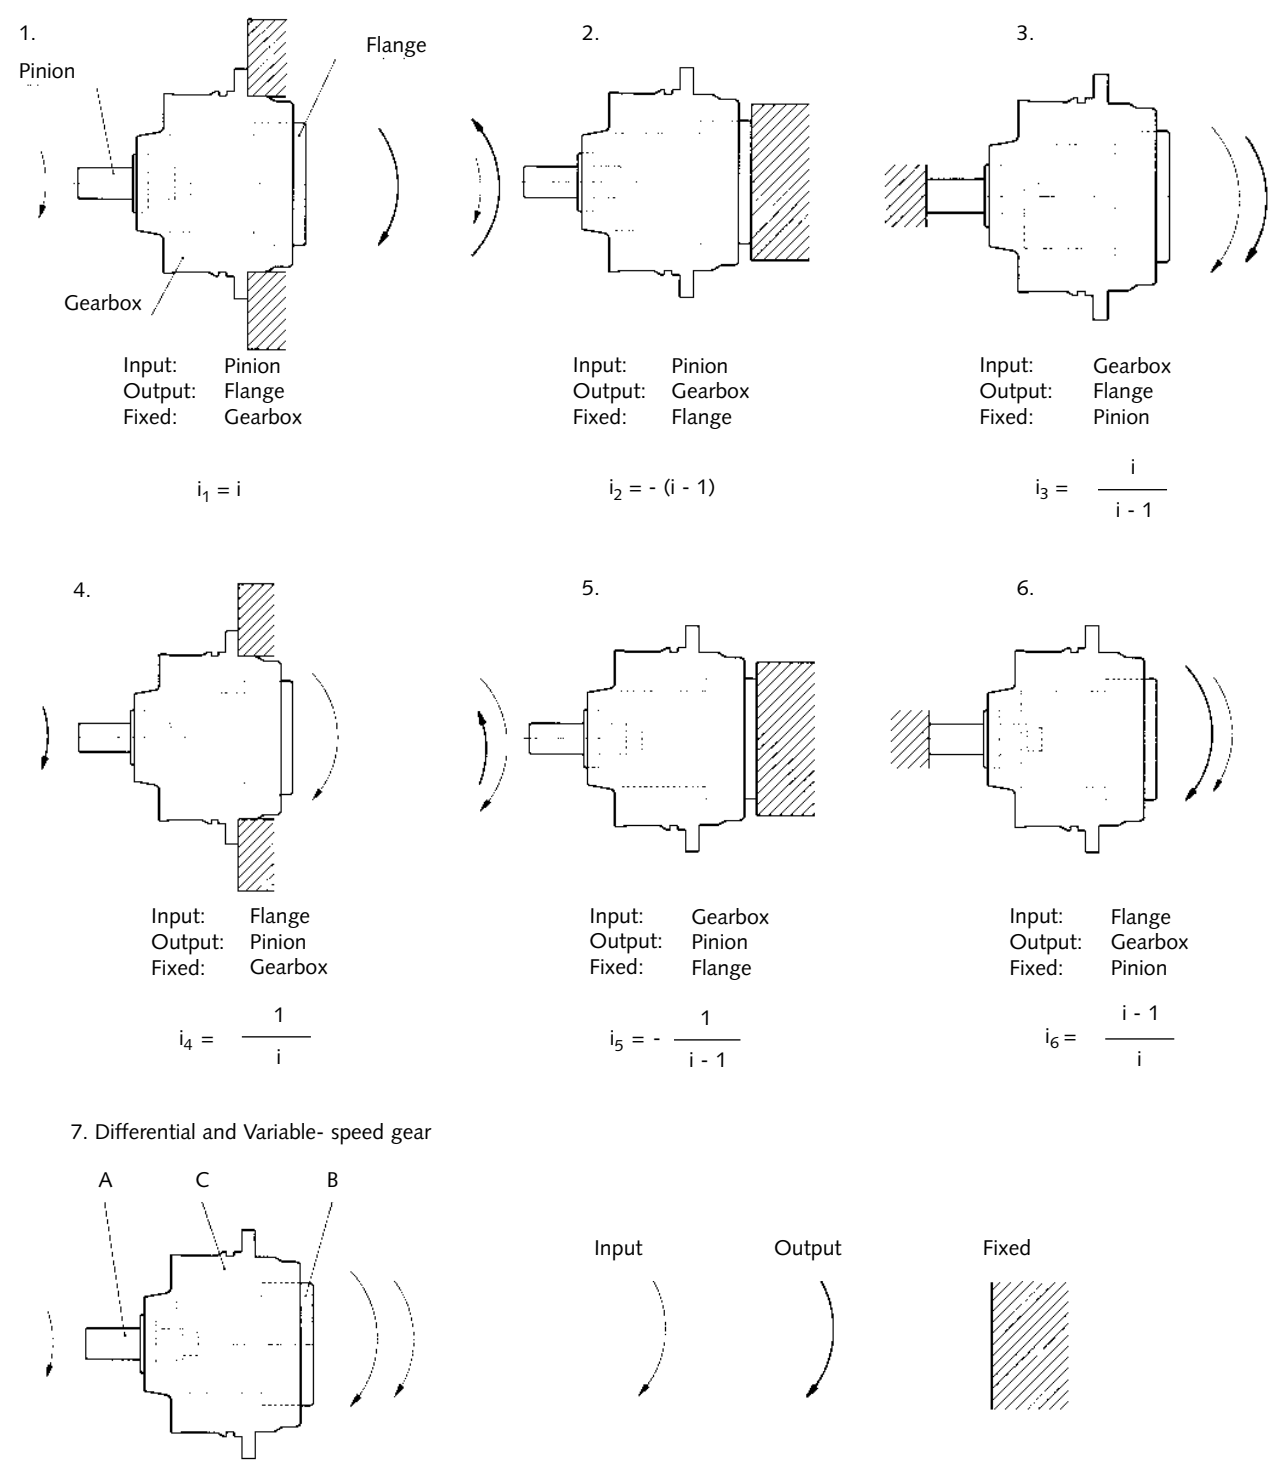 1.
Pinion
Flange
Gearbox
Input: Pinion
Output: Flange
Fixed: Gearbox
i1 = i
2.
Input: Pinion
Output: Gearbox
Fixed: Flange
i2 = - (i - 1)
3.
Input: Gearbox
Output: Flange
Fixed: Pinion
i
i3 =
i - 1
4.
Input: Flange
Output: Pinion
Fixed: Gearbox
1
i4 =
i
5.
Input: Gearbox
Output: Pinion
Fixed: Flange
1
i5 = -
i - 1
6.
Input: Flange
Output: Gearbox
Fixed: Pinion
i - 1
i6 =
i
7. Differential and Variable- speed gear
A C B
Input Output Fixed